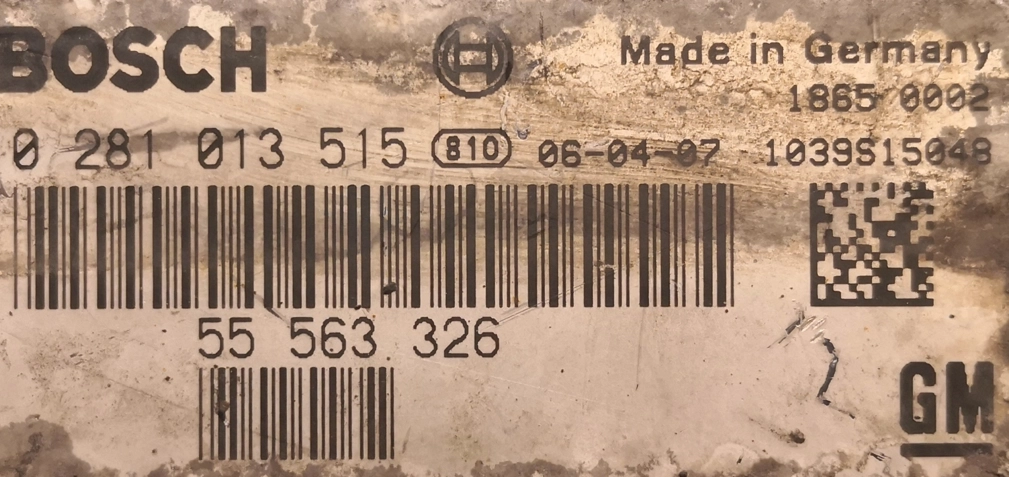 BOSCH Made in Germany
1865 0002
0 281 013 515 810 06-04-07 1039S15048
55 563 326
GM